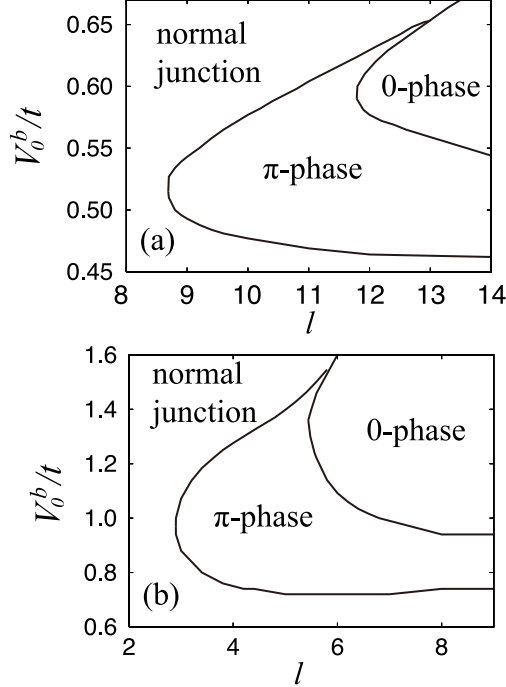 0.65
normal
junction
0.60
0-phase
V₀ᵇ/t
0.55
π-phase
0.50
(a)
0.45
8 9 10 11 12 13 14
l
1.6
normal
junction
1.4
0-phase
1.2
V₀ᵇ/t
1.0
π-phase
0.8
(b)
0.6
2 4 6 8
l